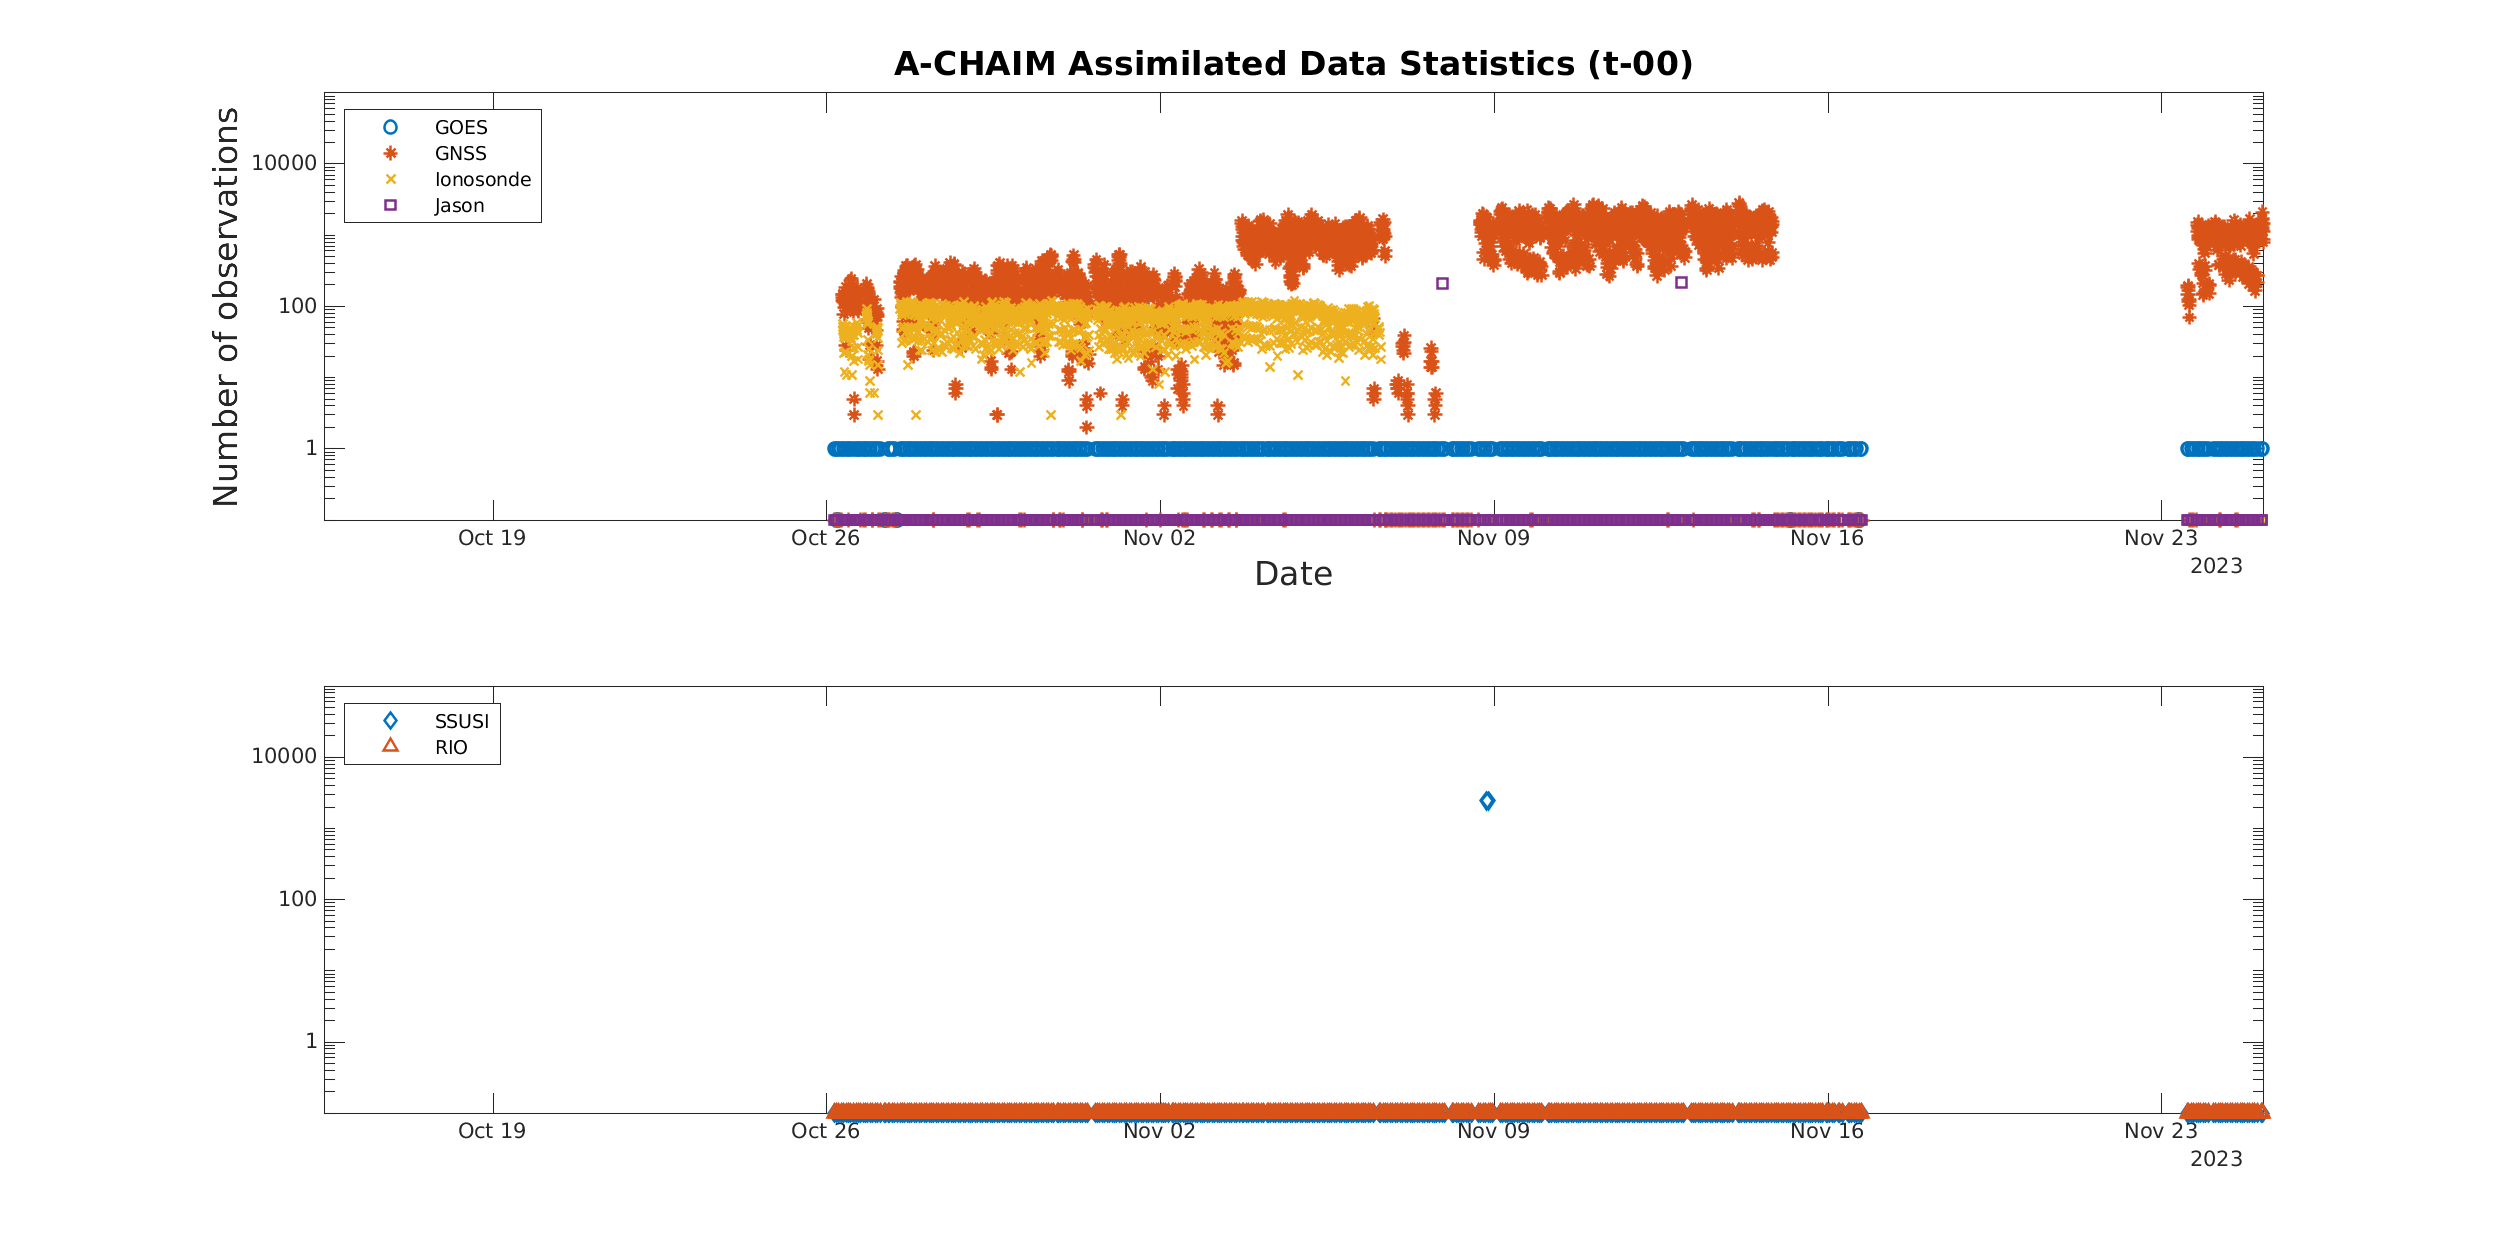 A-CHAIM Assimilated Data Statistics (t-00)
Number of observations
GOES
GNSS
Ionosonde
Jason
10000
100
1
Oct 19 Oct 26 Nov 02 Nov 09 Nov 16 Nov 23
2023
Date
SSUSI
RIO
10000
100
1
Oct 19 Oct 26 Nov 02 Nov 09 Nov 16 Nov 23
2023